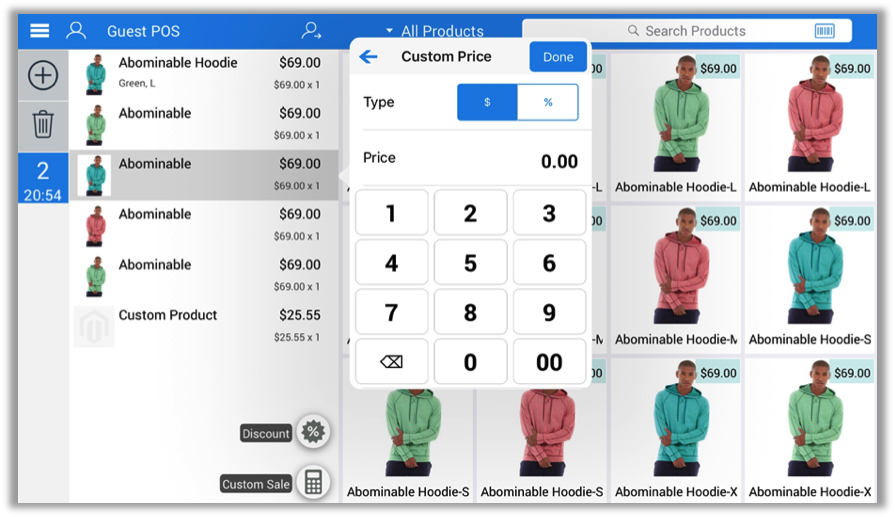 Guest POS
All Products
Search Products
Abominable Hoodie $69.00
Green, L $69.00 x 1
Abominable $69.00
$69.00 x 1
2
20:54
Abominable $69.00
$69.00 x 1
Abominable $69.00
$69.00 x 1
Abominable $69.00
$69.00 x 1
Custom Product $25.55
$25.55 x 1
Discount %
Custom Sale
Custom Price
Done
Type
$ %
Price 0.00
1 2 3
4 5 6
7 8 9
0 00
$69.00 $69.00
-L Abominable Hoodie-L Abominable Hoodie-L
00 $69.00 $69.00
Abominable Hoodie-M Abominable Hoodie-S
00 $69.00 $69.00
Abominable Hoodie-S Abominable Hoodie-S Abominable Hoodie-X Abominable Hoodie-X